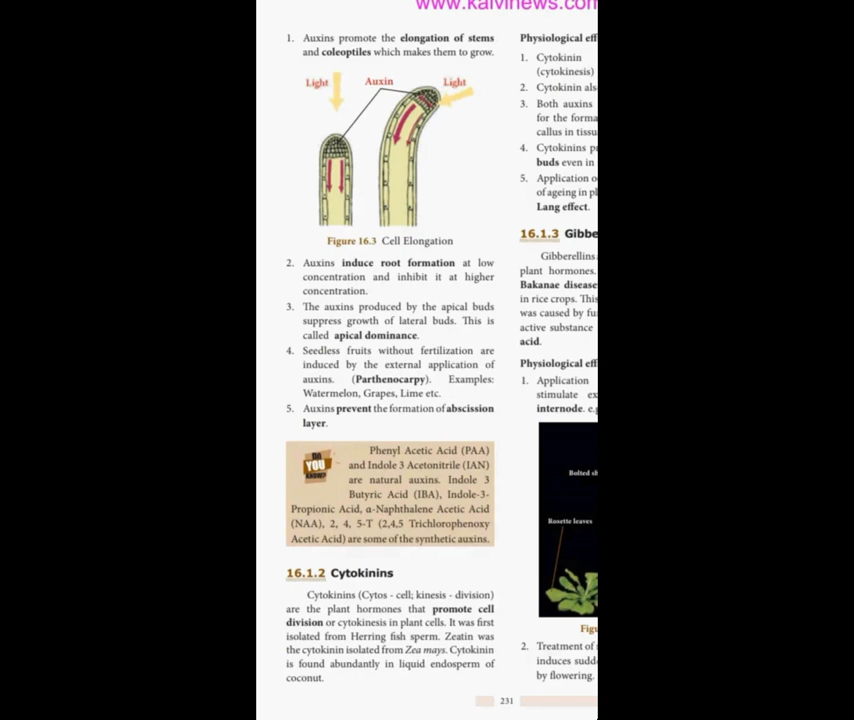 www.kalvinews.com
1. Auxins promote the elongation of stems
and coleoptiles which makes them to grow.
Light
Auxin
Light
Figure 16.3 Cell Elongation
2. Auxins induce root formation at low
concentration and inhibit it at higher
concentration.
3. The auxins produced by the apical buds
suppress growth of lateral buds. This is
called apical dominance.
4. Seedless fruits without fertilization are
induced by the external application of
auxins. (Parthenocarpy). Examples:
Watermelon, Grapes, Lime etc.
5. Auxins prevent the formation of abscission
layer.
DO
YOU
KNOW?
Phenyl Acetic Acid (PAA)
and Indole 3 Acetonitrile (IAN)
are natural auxins. Indole 3
Butyric Acid (IBA), Indole-3-
Propionic Acid, α-Naphthalene Acetic Acid
(NAA), 2, 4, 5-T (2,4,5 Trichlorophenoxy
Acetic Acid) are some of the synthetic auxins.
16.1.2 Cytokinins
Cytokinins (Cytos - cell; kinesis - division)
are the plant hormones that promote cell
division or cytokinesis in plant cells. It was first
isolated from Herring fish sperm. Zeatin was
the cytokinin isolated from Zea mays. Cytokinin
is found abundantly in liquid endosperm of
coconut.
Physiological eff
1. Cytokinin
(cytokinesis)
2. Cytokinin als
3. Both auxins
for the forma
callus in tissu
4. Cytokinins p
buds even in
5. Application o
of ageing in pl
Lang effect.
16.1.3 Gibbe
Gibberellins
plant hormones.
Bakanae disease
in rice crops. This
was caused by fu
active substance
acid.
Physiological eff
1. Application
stimulate ex
internode. e.g
Bolted sh
Rosette leaves
Figu
2. Treatment of
induces sudd
by flowering.
231